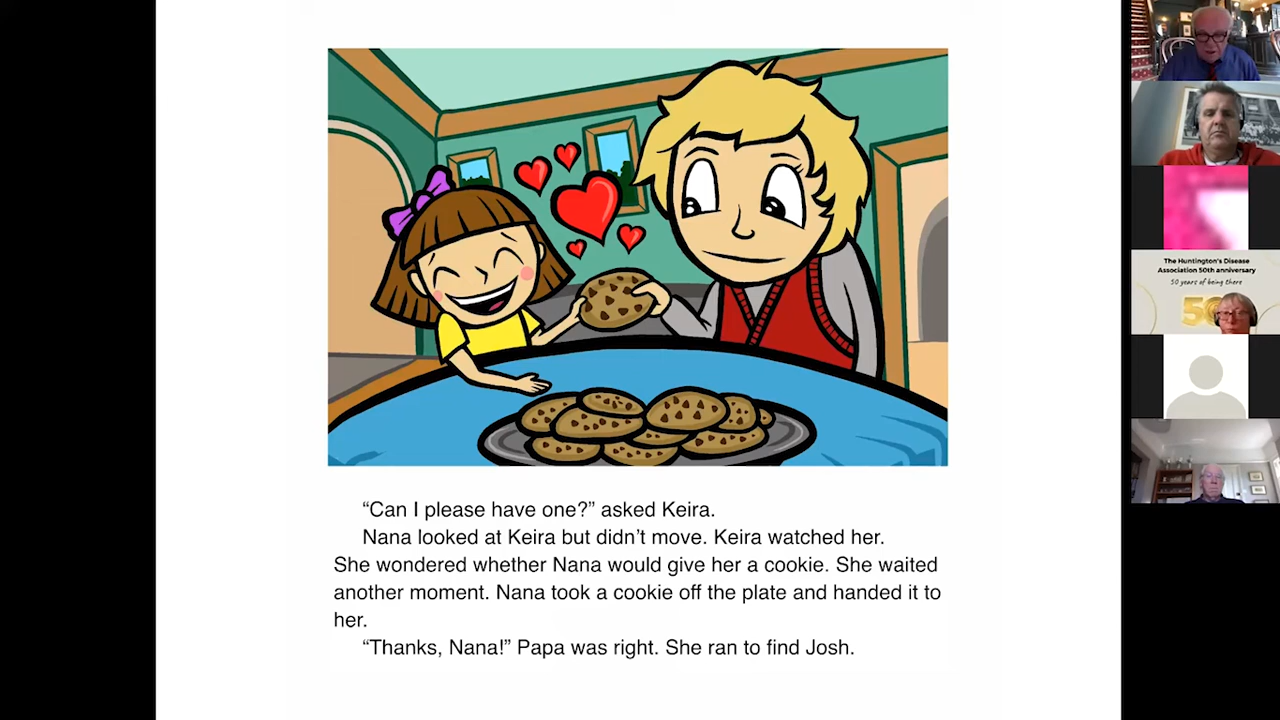 “Can I please have one?” asked Keira.
Nana looked at Keira but didn’t move. Keira watched her.
She wondered whether Nana would give her a cookie. She waited
another moment. Nana took a cookie off the plate and handed it to
her.
“Thanks, Nana!” Papa was right. She ran to find Josh.
The Huntington's Disease
Association 50th anniversary
50 years of being there